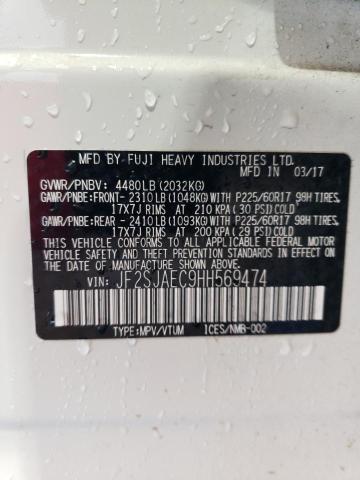 MFD BY FUJI HEAVY INDUSTRIES LTD.
MADE IN JAPAN 03/17
GVWR/PNBV: 4480LB(2032KG)
GAWR/PNBE:FRONT- 2310LB(1048KG) WITH P225/60R17 98H TIRES,
17X7J RIMS AT 210 KPA(30 PSI)COLD
GAWR/PNBE:REAR -2410LB(1093KG) WITH P225/60R17 98H TIRES,
17X7J RIMS AT 200 KPA(29 PSI)COLD
THIS VEHICLE CONFORMS TO ALL APPLICABLE U.S.
FEDERAL MOTOR VEHICLE SAFETY AND THEFT PREVENTION
STANDARDS IN EFFECT ON THE DATE OF MANUFACTURE
SHOWN ABOVE.
VIN: JF2SJAEC9HH569474
TYPE:MPV/VTUM ICES/NMB-002